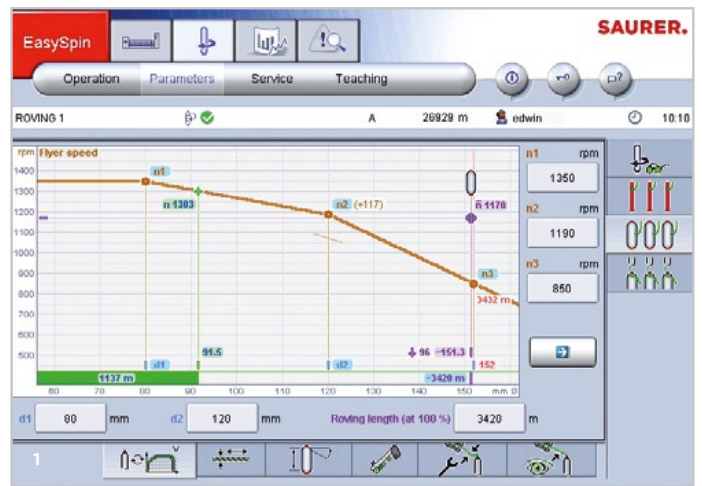 SAURER.
EasySpin
Operation Parameters Service Teaching
ROVING 1 A 26929 m edwin 10:10
rpm Flyer speed
n1 rpm
1350
n2 rpm
1190
n3 rpm
850
1400
1300
1200
1100
1000
900
800
700
600
500
n1
n 1303
n2 (+117)
n̄ 1170
n3
3432 m
91.5
96 ~151.3
d1
d2
152
1137 m
~3420 m
60 70 80 90 100 110 120 130 140 150 mm Ø
d1 80 mm d2 120 mm Roving length (at 100 %) 3420 m
1